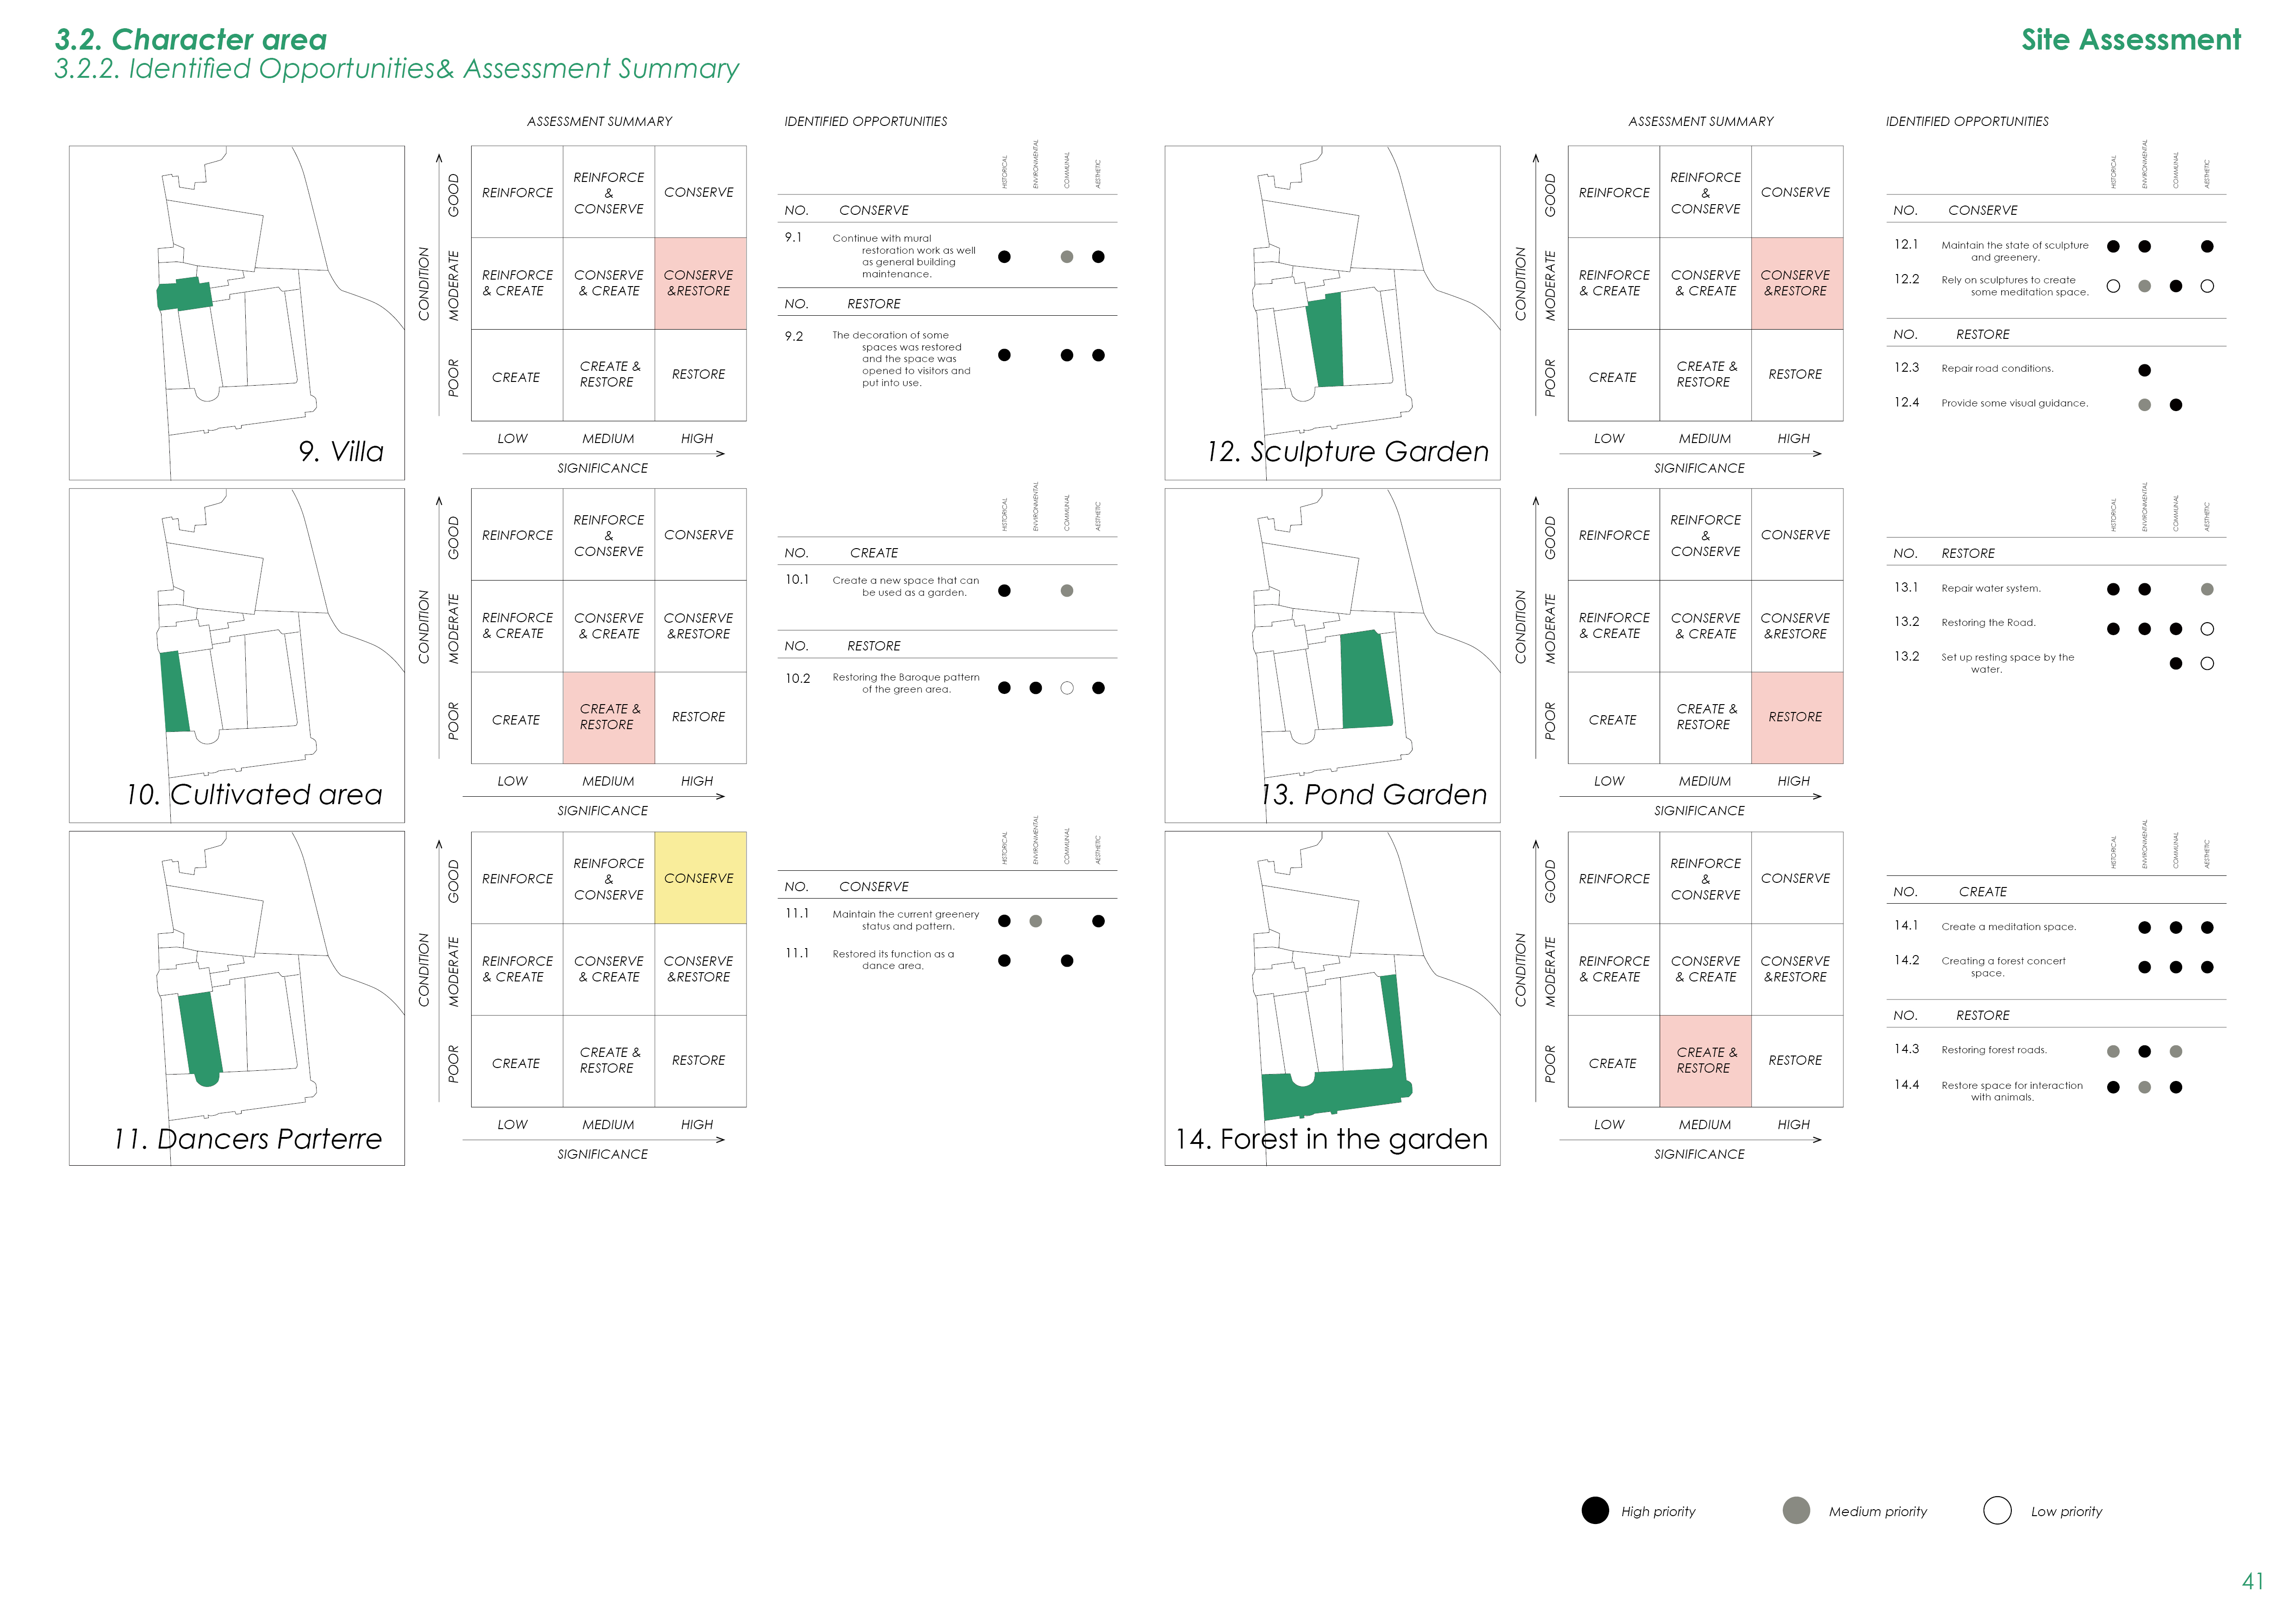 3.2. Character area
3.2.2. Identified Opportunities& Assessment Summary
Site Assessment
ASSESSMENT SUMMARY
IDENTIFIED OPPORTUNITIES
9. Villa
CONDITION
GOOD
MODERATE
POOR
REINFORCE
REINFORCE
&
CONSERVE
CONSERVE
REINFORCE
& CREATE
CONSERVE
& CREATE
CONSERVE
&RESTORE
CREATE
CREATE &
RESTORE
RESTORE
LOW
MEDIUM
HIGH
SIGNIFICANCE
HISTORICAL
ENVIRONMENTAL
COMMUNAL
AESTHETIC
NO. CONSERVE
9.1 Continue with mural
restoration work as well
as general building
maintenance.
NO. RESTORE
9.2 The decoration of some
spaces was restored
and the space was
opened to visitors and
put into use.
10. Cultivated area
CONDITION
GOOD
MODERATE
POOR
REINFORCE
REINFORCE
&
CONSERVE
CONSERVE
REINFORCE
& CREATE
CONSERVE
& CREATE
CONSERVE
&RESTORE
CREATE
CREATE &
RESTORE
RESTORE
LOW
MEDIUM
HIGH
SIGNIFICANCE
HISTORICAL
ENVIRONMENTAL
COMMUNAL
AESTHETIC
NO. CREATE
10.1 Create a new space that can
be used as a garden.
NO. RESTORE
10.2 Restoring the Baroque pattern
of the green area.
11. Dancers Parterre
CONDITION
GOOD
MODERATE
POOR
REINFORCE
REINFORCE
&
CONSERVE
CONSERVE
REINFORCE
& CREATE
CONSERVE
& CREATE
CONSERVE
&RESTORE
CREATE
CREATE &
RESTORE
RESTORE
LOW
MEDIUM
HIGH
SIGNIFICANCE
HISTORICAL
ENVIRONMENTAL
COMMUNAL
AESTHETIC
NO. CONSERVE
11.1 Maintain the current greenery
status and pattern.
11.1 Restored its function as a
dance area.
ASSESSMENT SUMMARY
IDENTIFIED OPPORTUNITIES
12. Sculpture Garden
CONDITION
GOOD
MODERATE
POOR
REINFORCE
REINFORCE
&
CONSERVE
CONSERVE
REINFORCE
& CREATE
CONSERVE
& CREATE
CONSERVE
&RESTORE
CREATE
CREATE &
RESTORE
RESTORE
LOW
MEDIUM
HIGH
SIGNIFICANCE
HISTORICAL
ENVIRONMENTAL
COMMUNAL
AESTHETIC
NO. CONSERVE
12.1 Maintain the state of sculpture
and greenery.
12.2 Rely on sculptures to create
some meditation space.
NO. RESTORE
12.3 Repair road conditions.
12.4 Provide some visual guidance.
13. Pond Garden
CONDITION
GOOD
MODERATE
POOR
REINFORCE
REINFORCE
&
CONSERVE
CONSERVE
REINFORCE
& CREATE
CONSERVE
& CREATE
CONSERVE
&RESTORE
CREATE
CREATE &
RESTORE
RESTORE
LOW
MEDIUM
HIGH
SIGNIFICANCE
HISTORICAL
ENVIRONMENTAL
COMMUNAL
AESTHETIC
NO. RESTORE
13.1 Repair water system.
13.2 Restoring the Road.
13.2 Set up resting space by the
water.
14. Forest in the garden
CONDITION
GOOD
MODERATE
POOR
REINFORCE
REINFORCE
&
CONSERVE
CONSERVE
REINFORCE
& CREATE
CONSERVE
& CREATE
CONSERVE
&RESTORE
CREATE
CREATE &
RESTORE
RESTORE
LOW
MEDIUM
HIGH
SIGNIFICANCE
HISTORICAL
ENVIRONMENTAL
COMMUNAL
AESTHETIC
NO. CREATE
14.1 Create a meditation space.
14.2 Creating a forest concert
space.
NO. RESTORE
14.3 Restoring forest roads.
14.4 Restore space for interaction
with animals.
High priority
Medium priority
Low priority
41